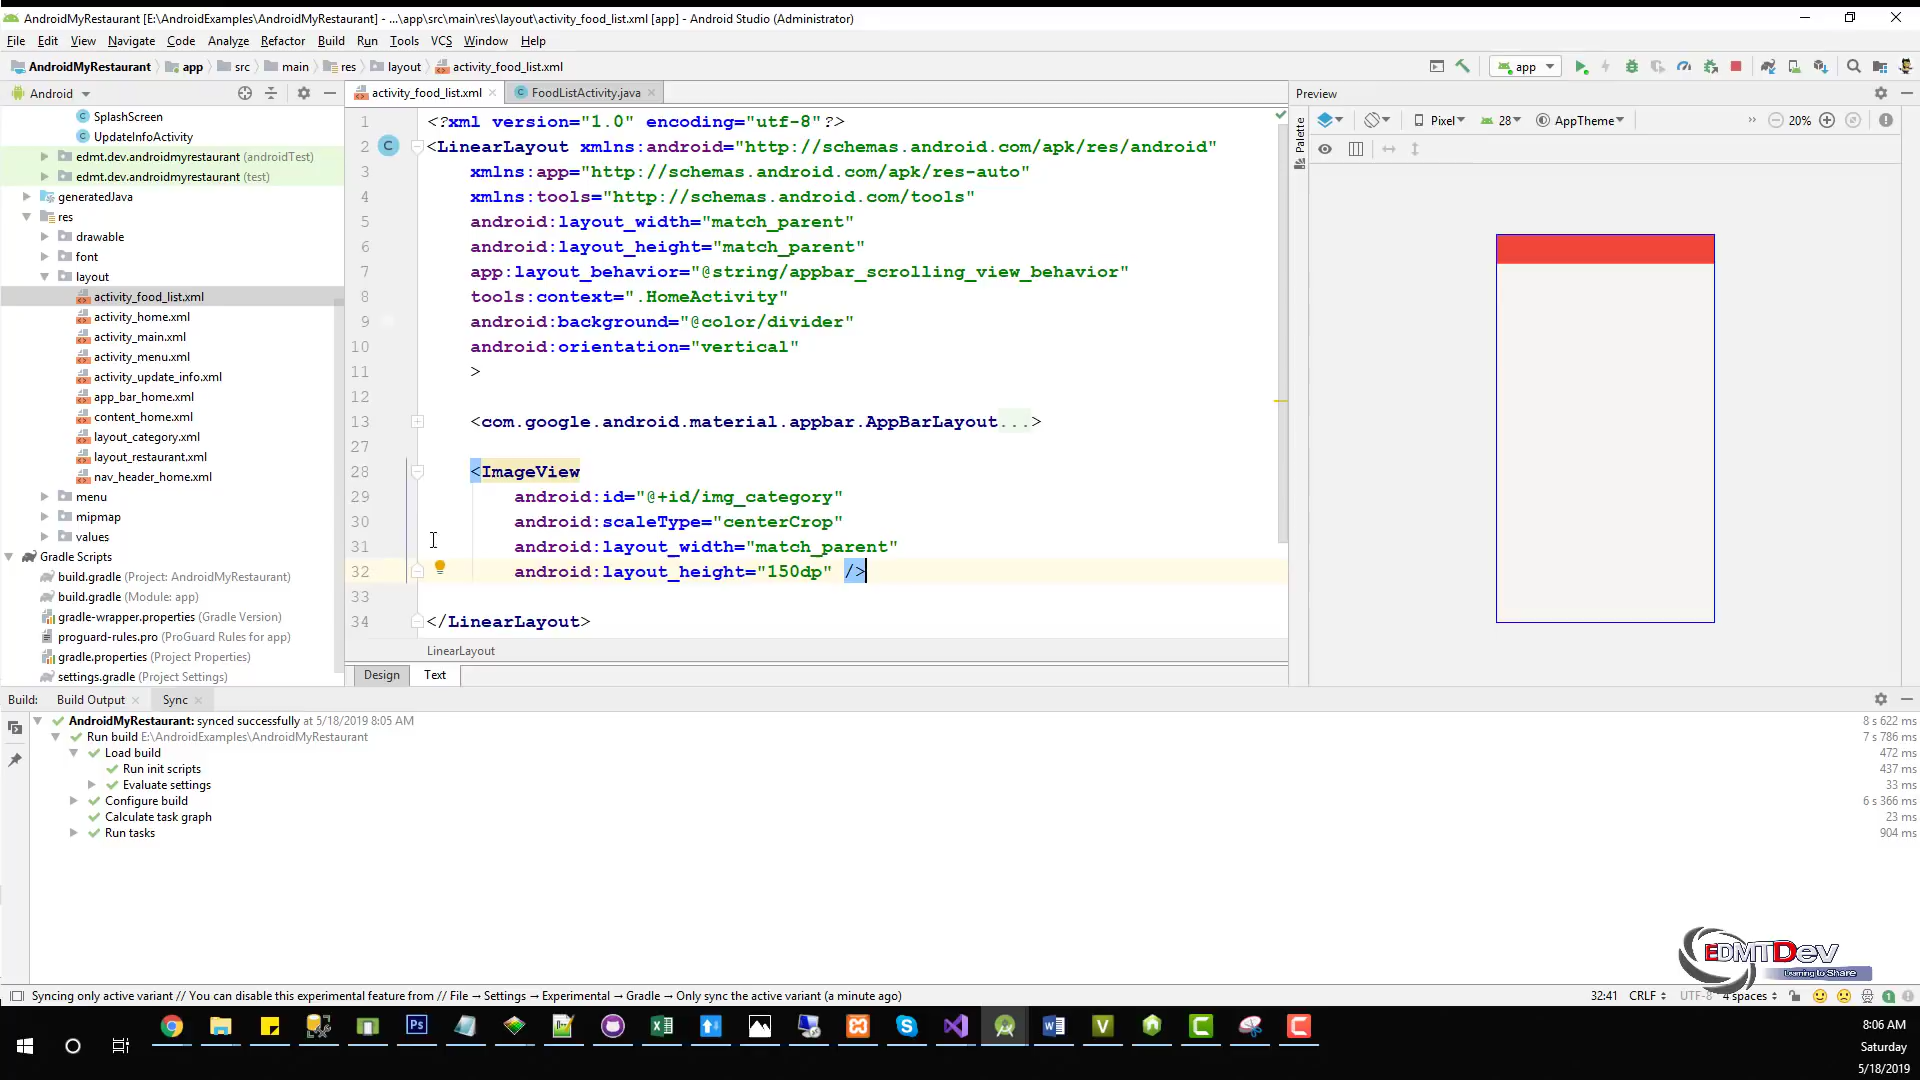 AndroidMyRestaurant [E:\AndroidExamples\AndroidMyRestaurant] - ...\app\src\main\res\layout\activity_food_list.xml [app] - Android Studio (Administrator)
File Edit View Navigate Code Analyze Refactor Build Run Tools VCS Window Help
AndroidMyRestaurant app src main res layout activity_food_list.xml app
Android activity_food_list.xml FoodListActivity.java Preview
SplashScreen
UpdateInfoActivity
edmt.dev.androidmyrestaurant (androidTest)
edmt.dev.androidmyrestaurant (test)
generatedJava
res
drawable
font
layout
activity_food_list.xml
activity_home.xml
activity_main.xml
activity_menu.xml
activity_update_info.xml
app_bar_home.xml
content_home.xml
layout_category.xml
layout_restaurant.xml
nav_header_home.xml
menu
mipmap
values
Gradle Scripts
build.gradle (Project: AndroidMyRestaurant)
build.gradle (Module: app)
gradle-wrapper.properties (Gradle Version)
proguard-rules.pro (ProGuard Rules for app)
gradle.properties (Project Properties)
settings.gradle (Project Settings)
1 <?xml version="1.0" encoding="utf-8"?>
2 <LinearLayout xmlns:android="http://schemas.android.com/apk/res/android"
3 xmlns:app="http://schemas.android.com/apk/res-auto"
4 xmlns:tools="http://schemas.android.com/tools"
5 android:layout_width="match_parent"
6 android:layout_height="match_parent"
7 app:layout_behavior="@string/appbar_scrolling_view_behavior"
8 tools:context=".HomeActivity"
9 android:background="@color/divider"
10 android:orientation="vertical"
11 >
12
13 <com.google.android.material.appbar.AppBarLayout...>
27
28 <ImageView
29 android:id="@+id/img_category"
30 android:scaleType="centerCrop"
31 android:layout_width="match_parent"
32 android:layout_height="150dp" />
33
34 </LinearLayout>
LinearLayout
Design Text
Palette
Pixel 28 AppTheme 20%
Build: Build Output Sync
AndroidMyRestaurant: synced successfully at 5/18/2019 8:05 AM 8 s 622 ms
Run build E:\AndroidExamples\AndroidMyRestaurant 7 s 786 ms
Load build 472 ms
Run init scripts 437 ms
Evaluate settings 33 ms
Configure build 6 s 366 ms
Calculate task graph 23 ms
Run tasks 904 ms
EDMTDev
Learning to Share
Syncing only active variant // You can disable this experimental feature from // File → Settings → Experimental → Gradle → Only sync the active variant (a minute ago) 32:41 CRLF UTF-8 4 spaces
8:06 AM
Saturday
5/18/2019